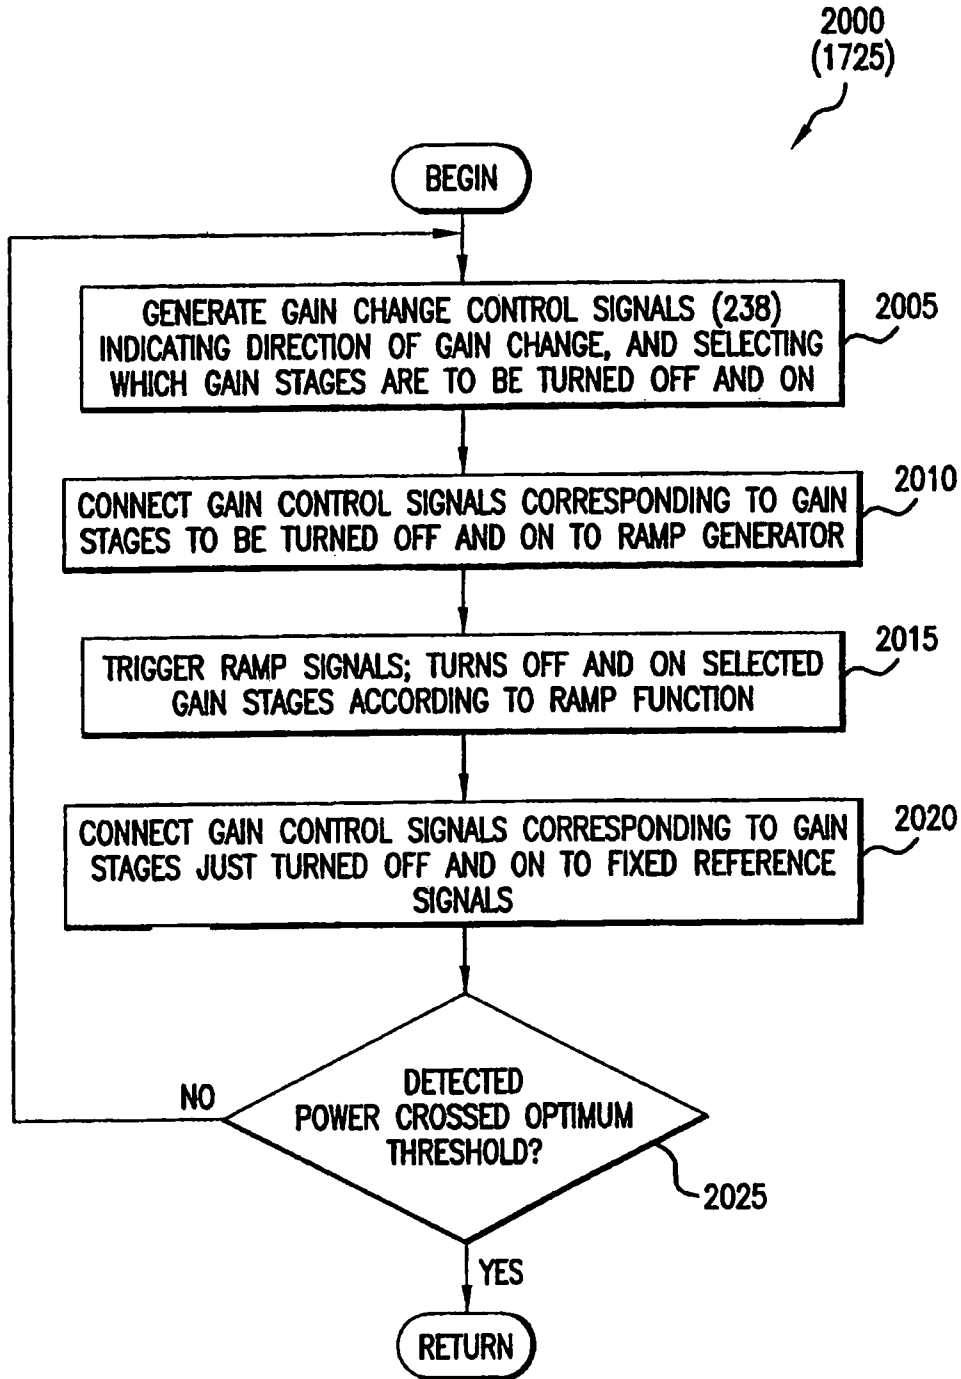 2000
(1725)
BEGIN
GENERATE GAIN CHANGE CONTROL SIGNALS (238)
INDICATING DIRECTION OF GAIN CHANGE, AND SELECTING
WHICH GAIN STAGES ARE TO BE TURNED OFF AND ON
2005
CONNECT GAIN CONTROL SIGNALS CORRESPONDING TO GAIN
STAGES TO BE TURNED OFF AND ON TO RAMP GENERATOR
2010
TRIGGER RAMP SIGNALS; TURNS OFF AND ON SELECTED
GAIN STAGES ACCORDING TO RAMP FUNCTION
2015
CONNECT GAIN CONTROL SIGNALS CORRESPONDING TO GAIN
STAGES JUST TURNED OFF AND ON TO FIXED REFERENCE
SIGNALS
2020
NO
DETECTED
POWER CROSSED OPTIMUM
THRESHOLD?
2025
YES
RETURN